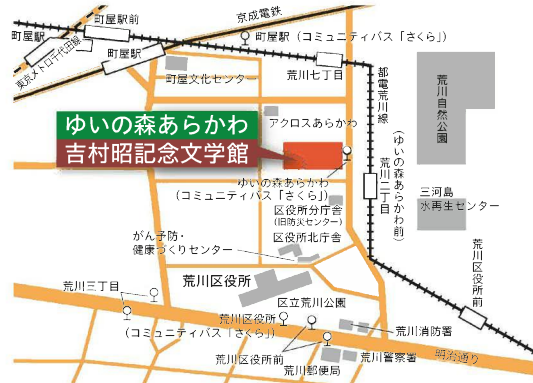 京成電鉄
町屋駅前
町屋駅
町屋駅
東京メトロ千代田線
町屋駅(コミュニティバス「さくら」)
町屋文化センター
荒川七丁目
都電荒川線
荒川自然公園
アクロスあらかわ
ゆいの森あらかわ
吉村昭記念文学館
ゆいの森あらかわ
(コミュニティバス「さくら」)
荒川二丁目
(ゆいの森あらかわ前)
三河島
水再生センター
区役所分庁舎
(旧防災センター)
区役所北庁舎
がん予防・
健康づくりセンター
荒川区役所前
荒川区役所
荒川三丁目
区立荒川公園
荒川区役所
(コミュニティバス「さくら」)
荒川消防署
荒川区役所前
荒川警察署
荒川郵便局
明治通り